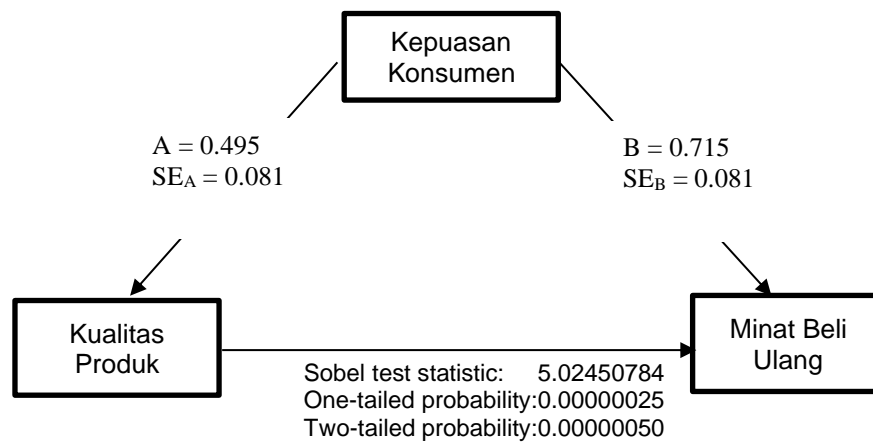 Kepuasan
Konsumen
A = 0.495
SEA = 0.081
B = 0.715
SEB = 0.081
Kualitas
Produk
Minat Beli
Ulang
Sobel test statistic: 5.02450784
One-tailed probability:0.00000025
Two-tailed probability:0.00000050